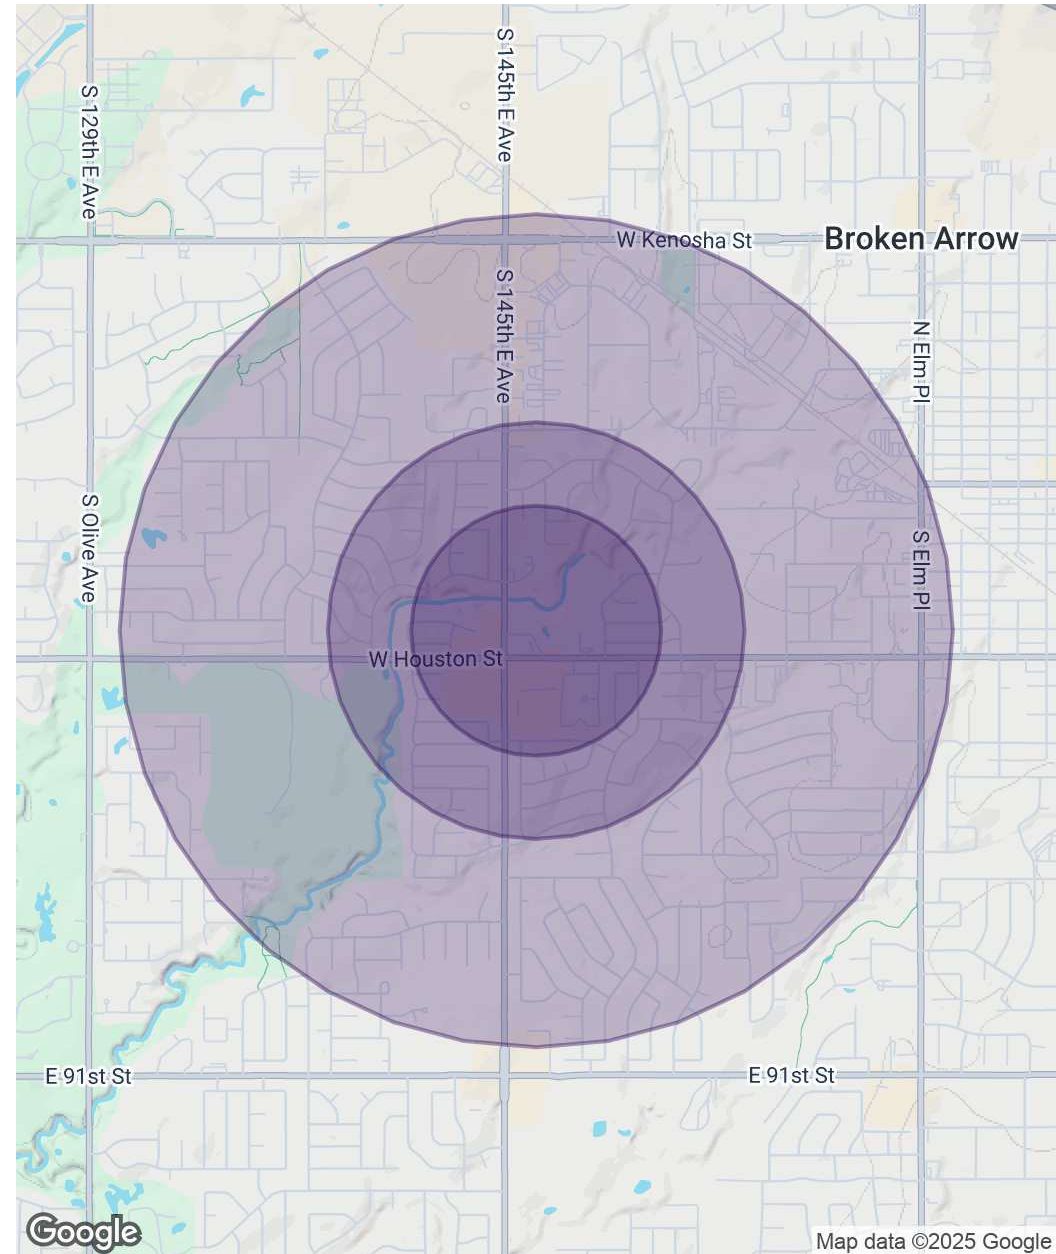 S 145th E Ave
S 129th E Ave
W Kenosha St
Broken Arrow
S 145th E Ave
N Elm Pl
S Olive Ave
S Elm Pl
W Houston St
E 91st St
E 91st St
Google
Map data ©2025 Google